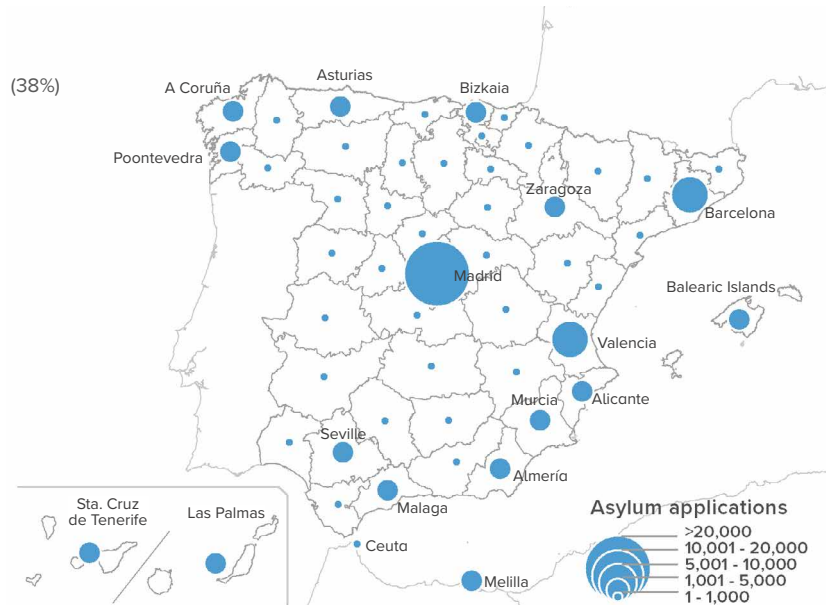 (38%)
A Coruña
Asturias
Bizkaia
Poontevedra
Zaragoza
Barcelona
Madrid
Balearic Islands
Valencia
Alicante
Murcia
Seville
Almería
Malaga
Sta. Cruz
de Tenerife
Las Palmas
Ceuta
Melilla
Asylum applications
>20,000
10,001 - 20,000
5,001 - 10,000
1,001 - 5,000
1 - 1,000